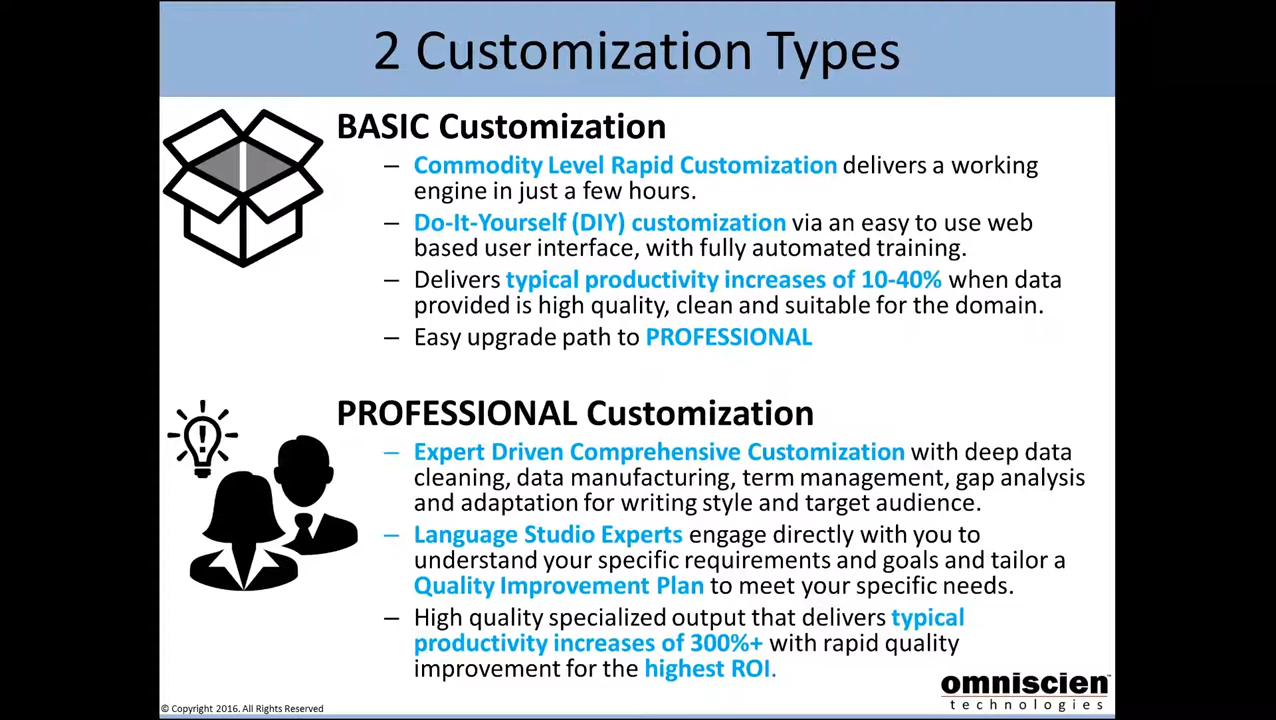 2 Customization Types
BASIC Customization
– Commodity Level Rapid Customization delivers a working
engine in just a few hours.
– Do-It-Yourself (DIY) customization via an easy to use web
based user interface, with fully automated training.
– Delivers typical productivity increases of 10-40% when data
provided is high quality, clean and suitable for the domain.
– Easy upgrade path to PROFESSIONAL
PROFESSIONAL Customization
– Expert Driven Comprehensive Customization with deep data
cleaning, data manufacturing, term management, gap analysis
and adaptation for writing style and target audience.
– Language Studio Experts engage directly with you to
understand your specific requirements and goals and tailor a
Quality Improvement Plan to meet your specific needs.
– High quality specialized output that delivers typical
productivity increases of 300%+ with rapid quality
improvement for the highest ROI.
omniscien™
technologies
© Copyright 2016. All Rights Reserved